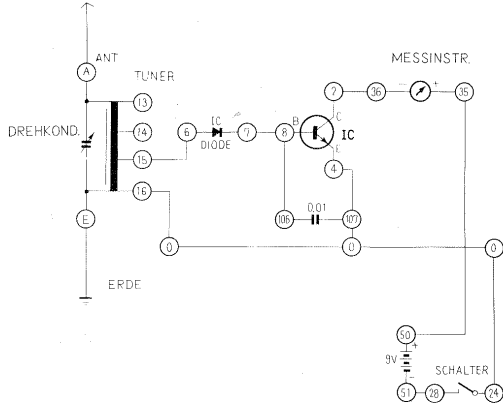 ANT
MESSINSTR.
A
TUNER
7
36
- +
35
13
C
DREHKOND.
14
IC
6
7
8
B
IC
DIODE
15
E
16
4
E
0.01
106
107
0
0
0
ERDE
50
+
9V
SCHALTER
-
51
28
24